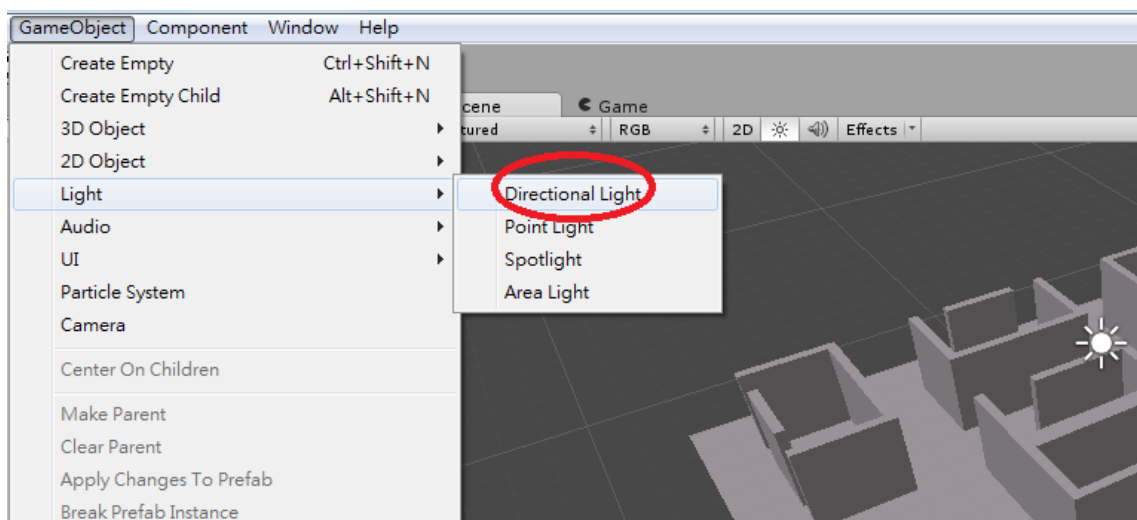 GameObject Component Window Help
Create Empty Ctrl+Shift+N
Create Empty Child Alt+Shift+N
3D Object
2D Object
Light
Audio
UI
Particle System
Camera
Center On Children
Make Parent
Clear Parent
Apply Changes To Prefab
Break Prefab Instance
cene Game
tured RGB 2D Effects
Directional Light
Point Light
Spotlight
Area Light